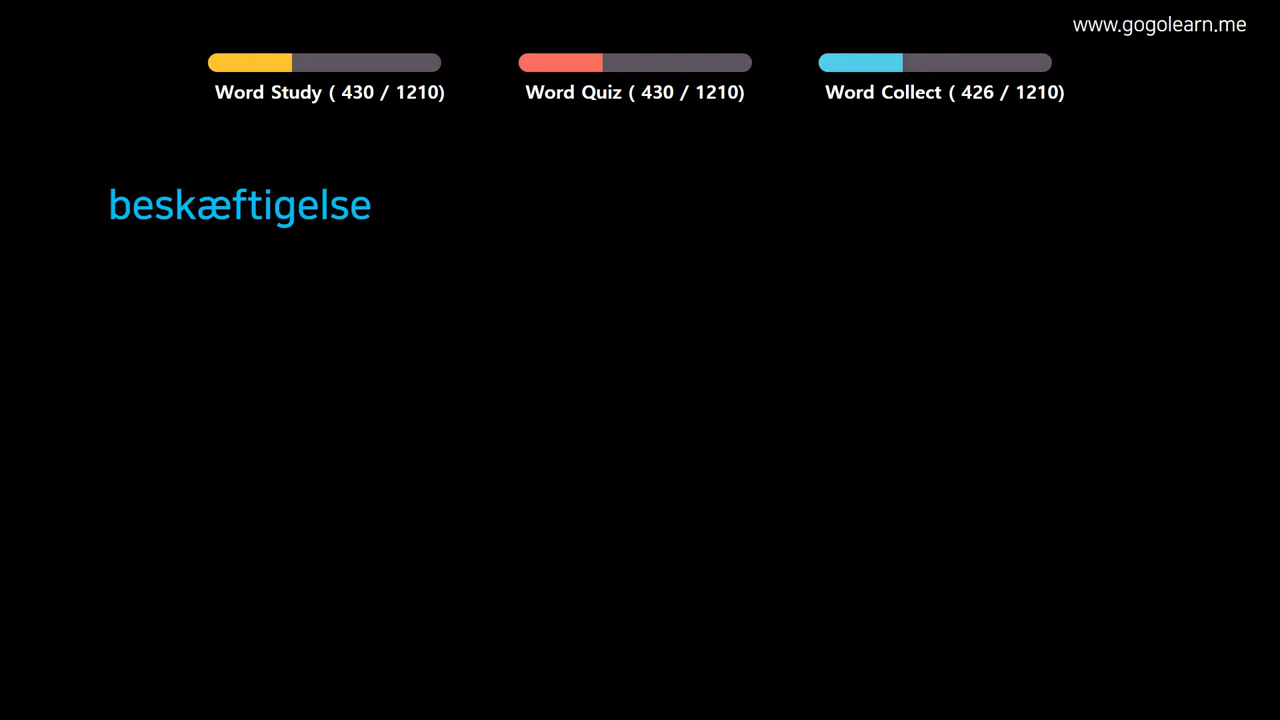 www.gogolearn.me
Word Study ( 430 / 1210)
Word Quiz ( 430 / 1210)
Word Collect ( 426 / 1210)
beskæftigelse